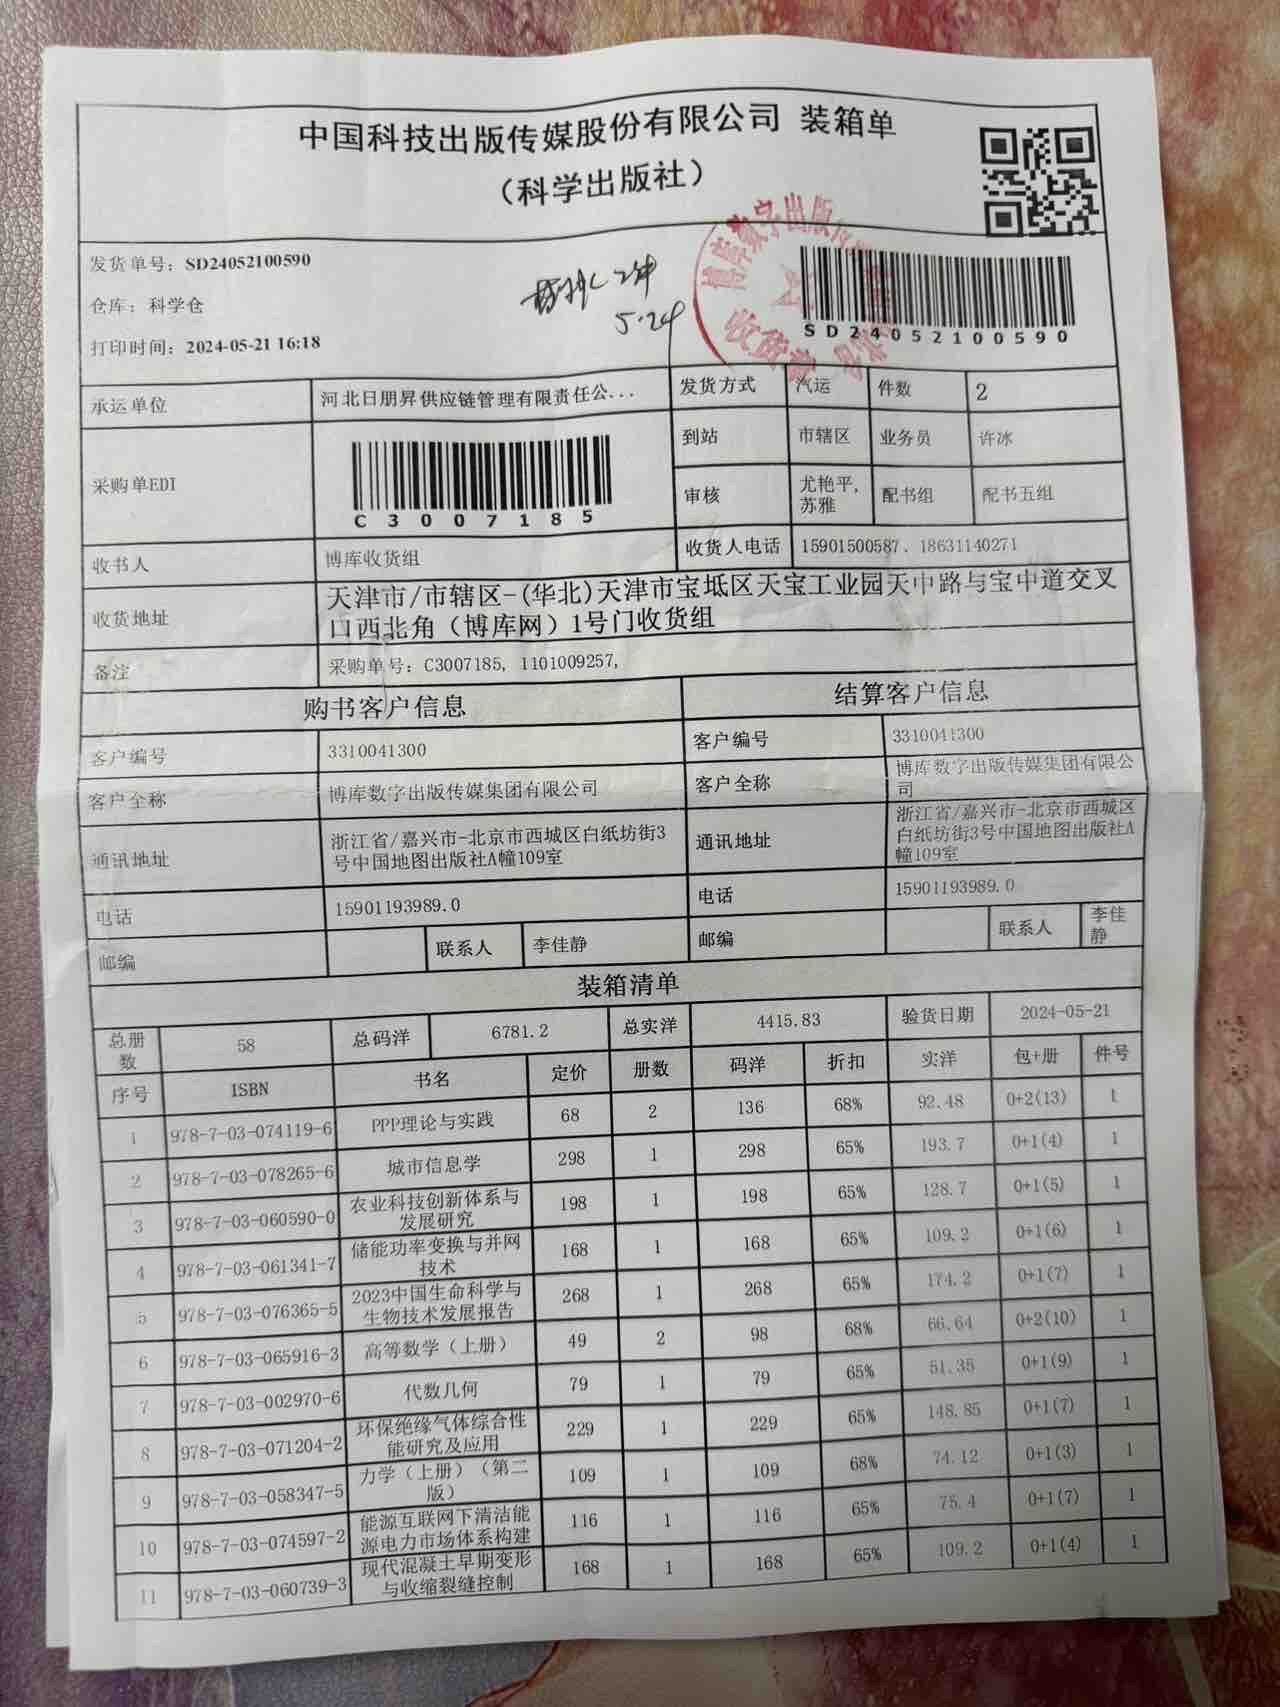 中国科技出版传媒股份有限公司 装箱单
（科学出版社）
发货单号：SD24052100590
仓库：科学仓
打印时间：2024-05-21 16:18
2件
5.24
博库数字出版
收货章
SD24052100590
承运单位 河北日朋昇供应链管理有限责任公... 发货方式 汽运 件数 2
采购单EDI C3007185 到站 市辖区 业务员 许冰
审核 尤艳平,苏雅 配书组 配书五组
收书人 博库收货组 收货人电话 15901500587、18631140271
收货地址 天津市/市辖区-(华北)天津市宝坻区天宝工业园天中路与宝中道交叉
口西北角（博库网）1号门收货组
备注 采购单号：C3007185, 1101009257,
购书客户信息 结算客户信息
客户编号 3310041300 客户编号 3310041300
客户全称 博库数字出版传媒集团有限公司 客户全称 博库数字出版传媒集团有限公司
通讯地址 浙江省/嘉兴市-北京市西城区白纸坊街3号中国地图出版社A幢109室 通讯地址 浙江省/嘉兴市-北京市西城区白纸坊街3号中国地图出版社A幢109室
电话 15901193989.0 电话 15901193989.0
邮编 联系人 李佳静 邮编 联系人 李佳静
装箱清单
总册数 58 总码洋 6781.2 总实洋 4415.83 验货日期 2024-05-21
序号 ISBN 书名 定价 册数 码洋 折扣 实洋 包+册 件号
1 978-7-03-074119-6 PPP理论与实践 68 2 136 68% 92.48 0+2(13) 1
2 978-7-03-078265-6 城市信息学 298 1 298 65% 193.7 0+1(4) 1
3 978-7-03-060590-0 农业科技创新体系与发展研究 198 1 198 65% 128.7 0+1(5) 1
4 978-7-03-061341-7 储能功率变换与并网技术 168 1 168 65% 109.2 0+1(6) 1
5 978-7-03-076365-5 2023中国生命科学与生物技术发展报告 268 1 268 65% 174.2 0+1(7) 1
6 978-7-03-065916-3 高等数学（上册） 49 2 98 68% 66.64 0+2(10) 1
7 978-7-03-002970-6 代数几何 79 1 79 65% 51.35 0+1(9) 1
8 978-7-03-071204-2 环保绝缘气体综合性能研究及应用 229 1 229 65% 148.85 0+1(7) 1
9 978-7-03-058347-5 力学（上册）（第二版） 109 1 109 68% 74.12 0+1(3) 1
10 978-7-03-074597-2 能源互联网下清洁能源电力市场体系构建 116 1 116 65% 75.4 0+1(7) 1
11 978-7-03-060739-3 现代混凝土早期变形与收缩裂缝控制 168 1 168 65% 109.2 0+1(4) 1